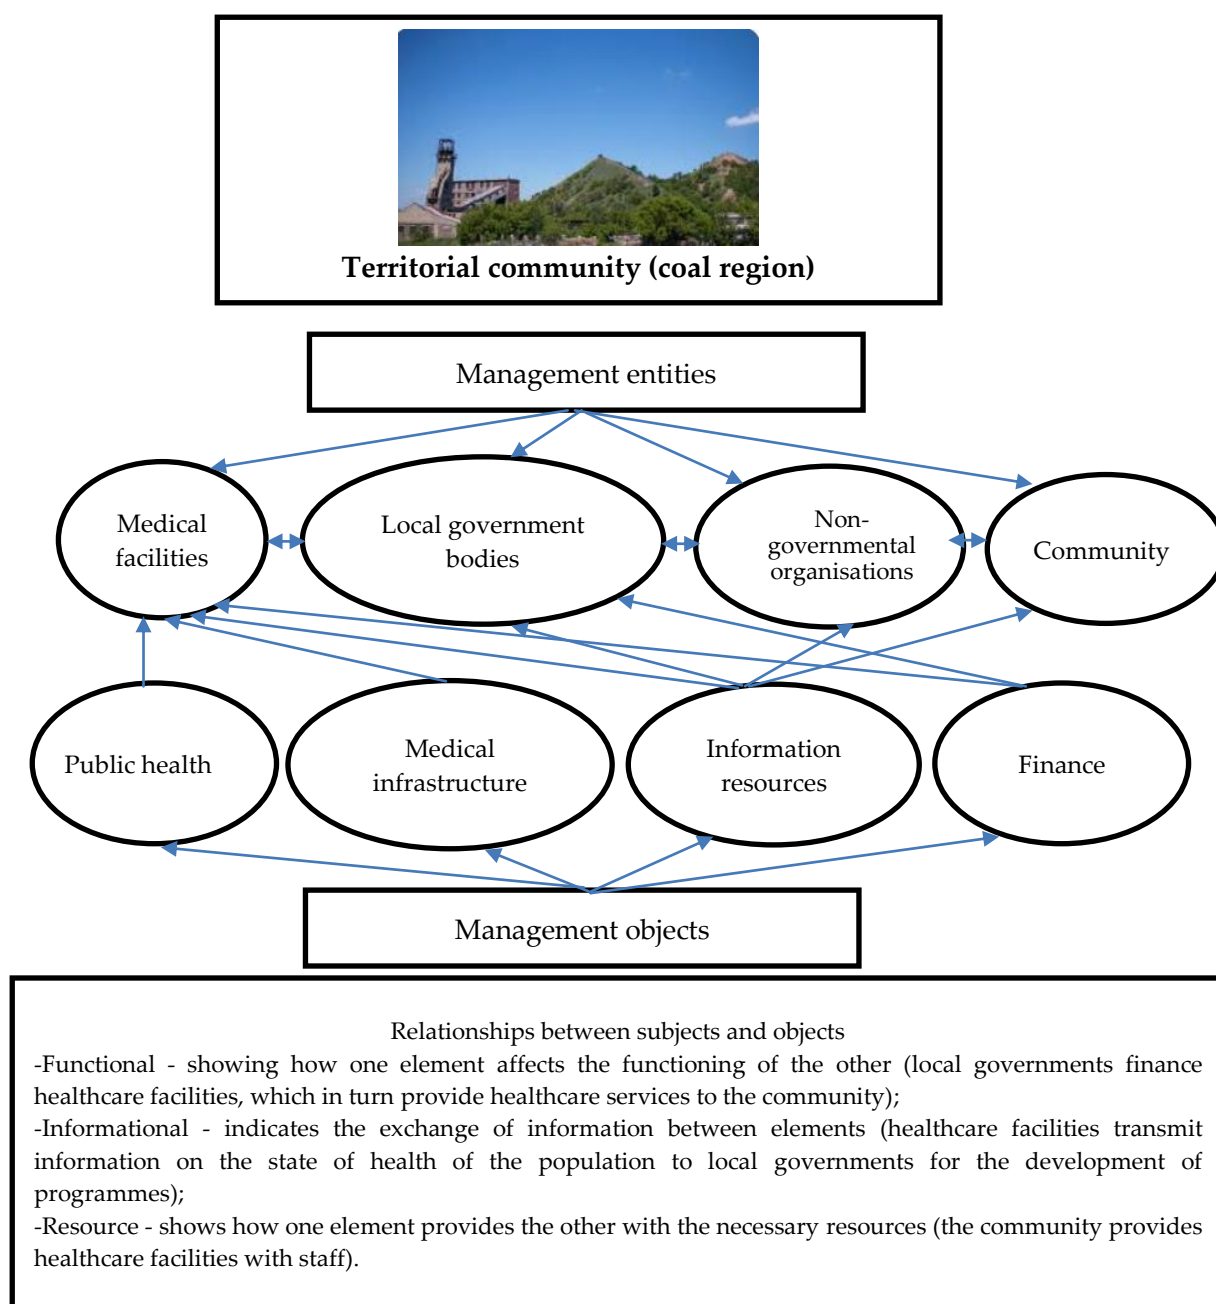 Territorial community (coal region)
Management entities
Medical
facilities
Local government
bodies
Non-
governmental
organisations
Community
Public health
Medical
infrastructure
Information
resources
Finance
Management objects
Relationships between subjects and objects
-Functional - showing how one element affects the functioning of the other (local governments finance
healthcare facilities, which in turn provide healthcare services to the community);
-Informational - indicates the exchange of information between elements (healthcare facilities transmit
information on the state of health of the population to local governments for the development of
programmes);
-Resource - shows how one element provides the other with the necessary resources (the community provides
healthcare facilities with staff).